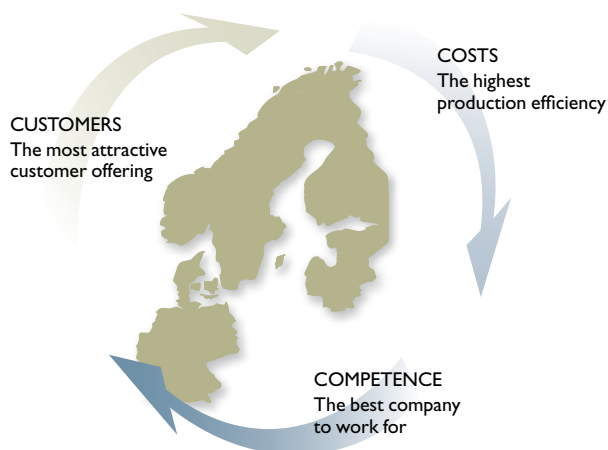 CUSTOMERS
The most attractive
customer offering
COSTS
The highest
production efficiency
COMPETENCE
The best company
to work for